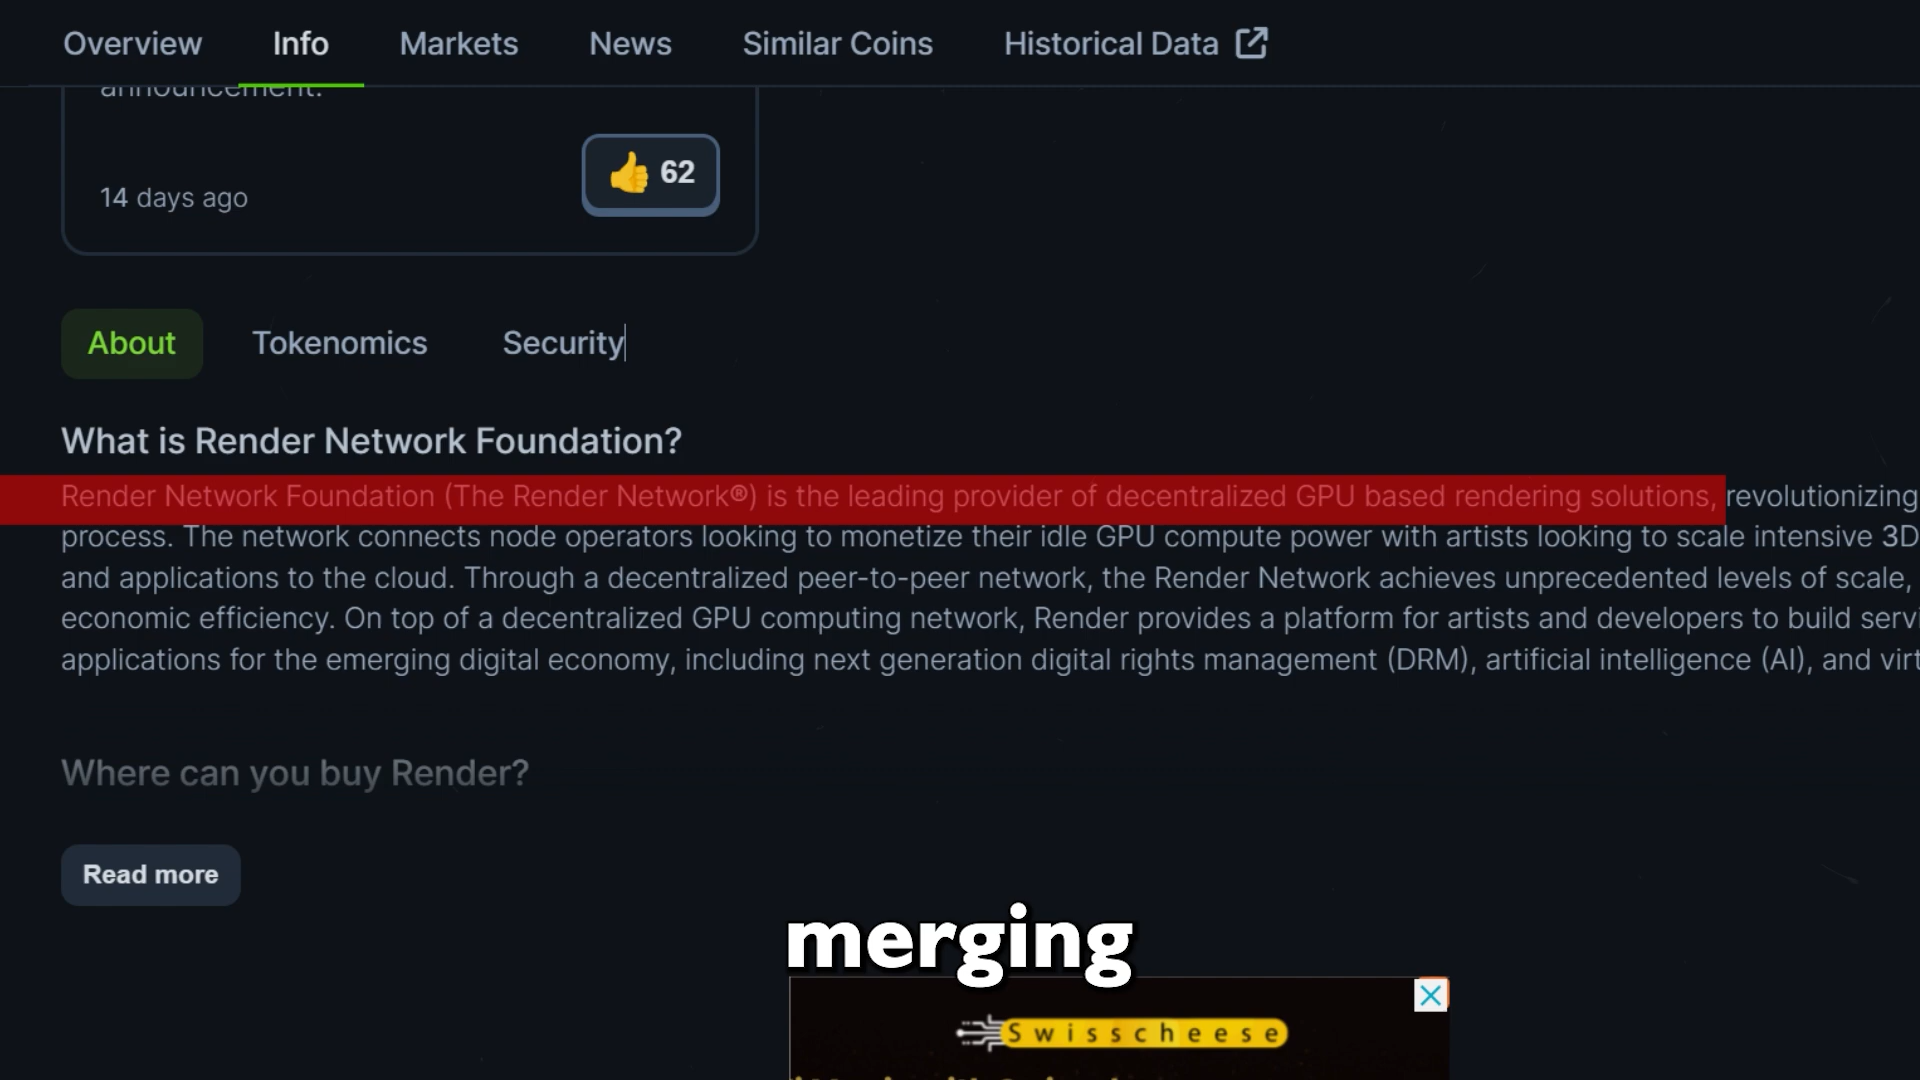 Overview Info Markets News Similar Coins Historical Data
announcement.
62
14 days ago
About Tokenomics Security
What is Render Network Foundation?
Render Network Foundation (The Render Network®) is the leading provider of decentralized GPU based rendering solutions, revolutionizing
process. The network connects node operators looking to monetize their idle GPU compute power with artists looking to scale intensive 3D
and applications to the cloud. Through a decentralized peer-to-peer network, the Render Network achieves unprecedented levels of scale,
economic efficiency. On top of a decentralized GPU computing network, Render provides a platform for artists and developers to build servi
applications for the emerging digital economy, including next generation digital rights management (DRM), artificial intelligence (AI), and virt
Where can you buy Render?
Read more
merging
Swisscheese